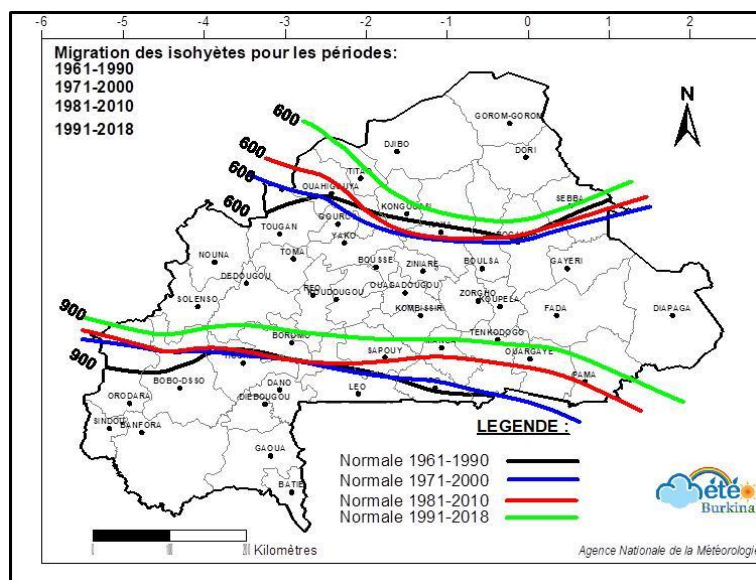 -6 -5 -4 -3 -2 -1 0 1 2
Migration des isohyètes pour les périodes:
1961-1990
1971-2000
1981-2010
1991-2018
N
600
600
600
600
GOROM-GOROM
DJIBO
DORI
TITAO
OUAHIGOUYA
SEBBA
KONGOUSSI
TOUGAN
YAKO
NOUNA
TOMA
BOUSSE
ZINIARE
BOULSA
GAYERI
DEDOUGOU
OUAGADOUGOU
SOLENSO
REO
KOUDOUGOU
ZORGHO
KOUPELA
KOMBISSIRI
FADA
DIAPAGA
900
900
BOROMO
TENKODOGO
SAPOUY
OUARGAYE
BOBO-DSSO
PAMA
DANO
LEO
ORODARA
DIEBOUGOU
SINDOU
BANFORA
GAOUA
BATIE
LEGENDE :
Normale 1961-1990
Normale 1971-2000
Normale 1981-2010
Normale 1991-2018
Météo
Burkina
Kilomètres
Agence Nationale de la Météorologie